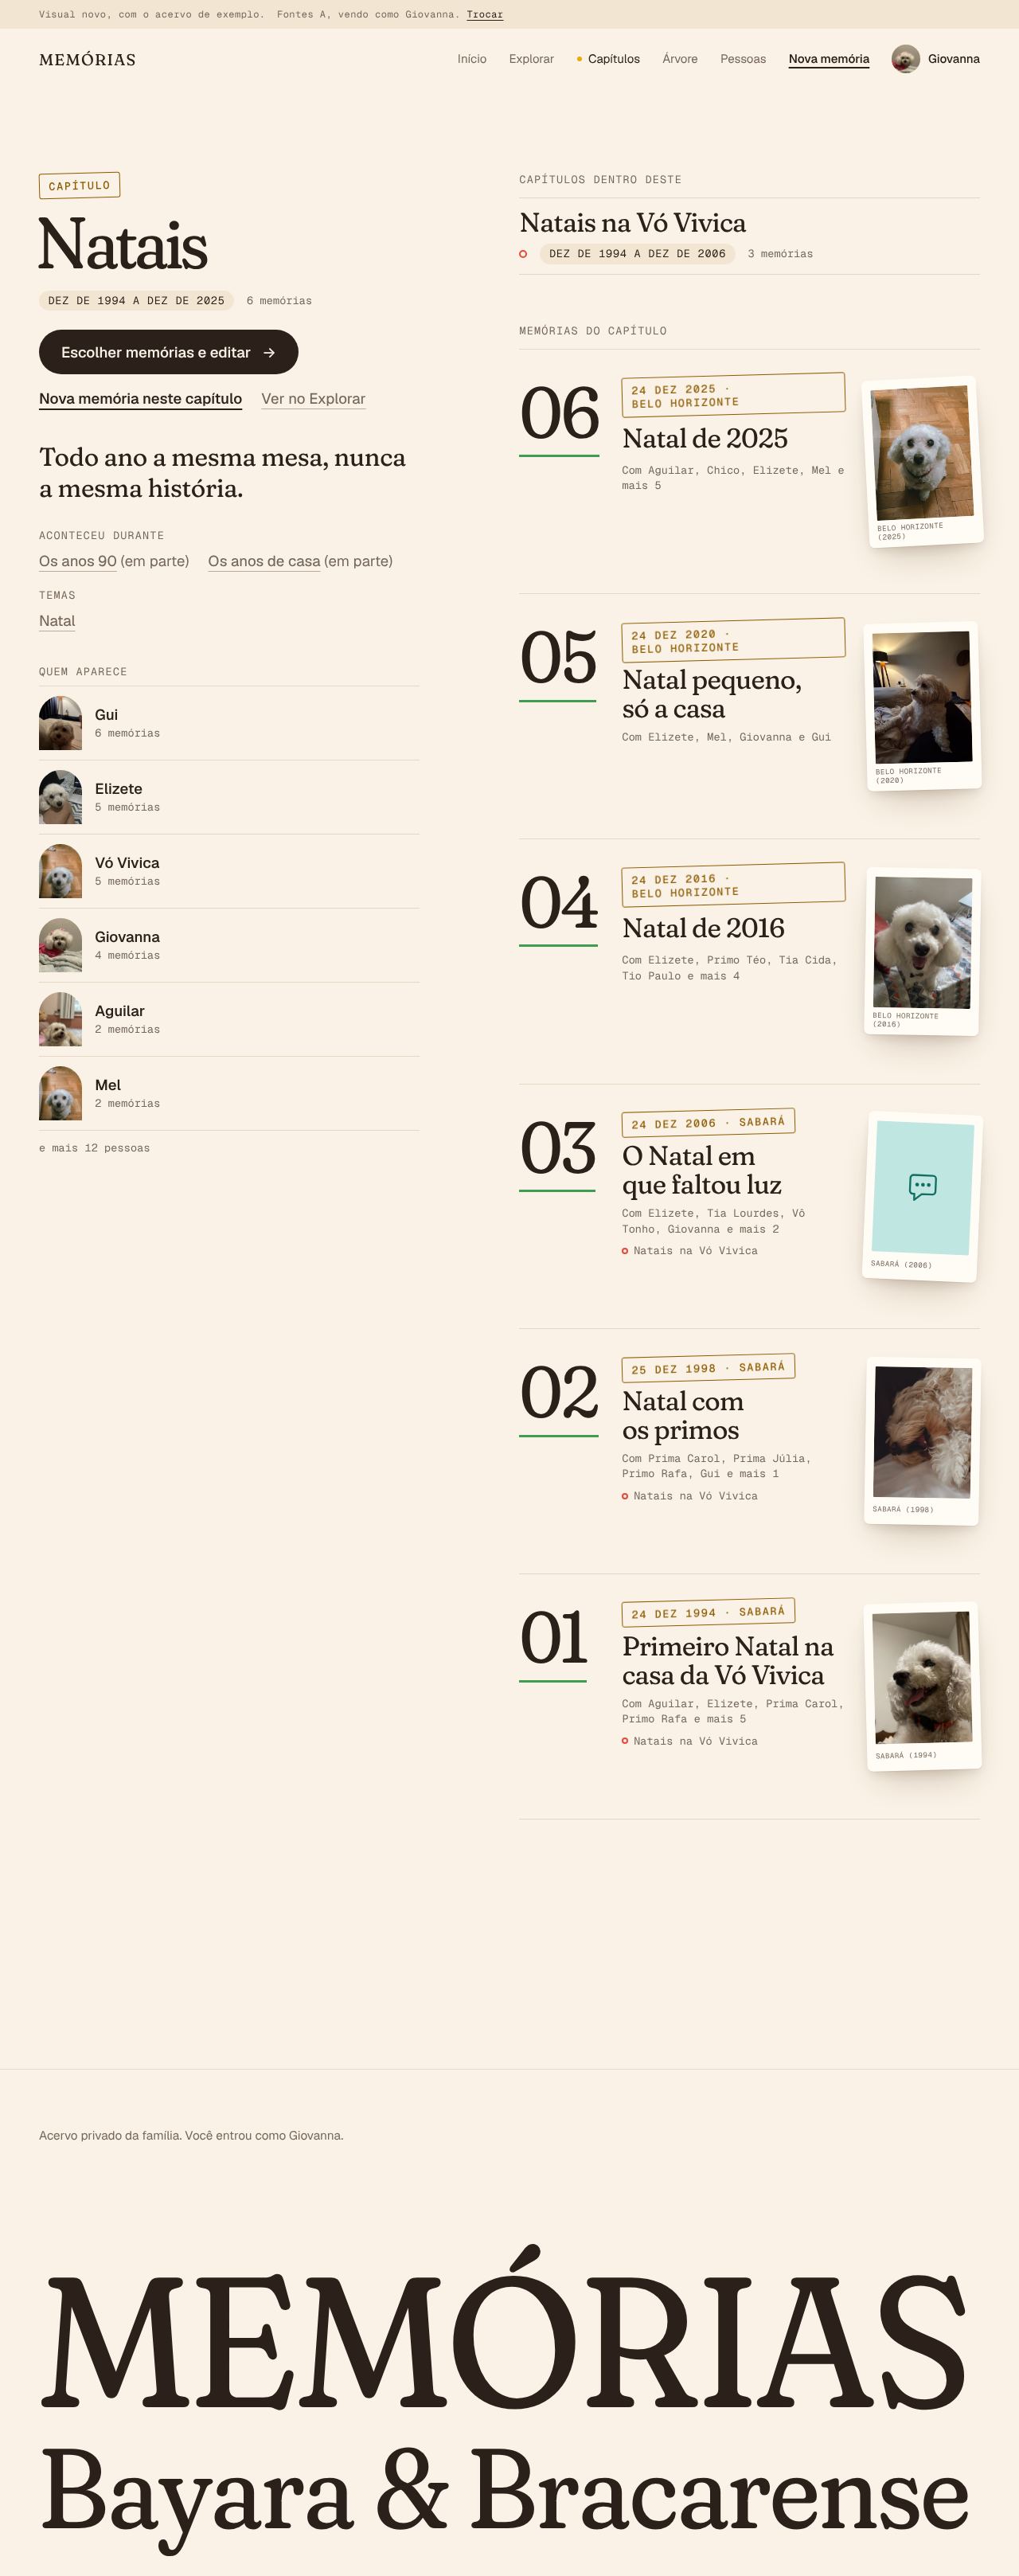 Visual novo, com o acervo de exemplo. Fontes A, vendo como Giovanna. Trocar
MEMÓRIAS
Início Explorar Capítulos Árvore Pessoas Nova memória Giovanna
CAPÍTULO
Natais
DEZ DE 1994 A DEZ DE 2025 6 memórias
Escolher memórias e editar →
Nova memória neste capítulo Ver no Explorar
Todo ano a mesma mesa, nunca
a mesma história.
ACONTECEU DURANTE
Os anos 90 (em parte) Os anos de casa (em parte)
TEMAS
Natal
QUEM APARECE
Gui
6 memórias
Elizete
5 memórias
Vó Vivica
5 memórias
Giovanna
4 memórias
Aguilar
2 memórias
Mel
2 memórias
e mais 12 pessoas
CAPÍTULOS DENTRO DESTE
Natais na Vó Vivica
DEZ DE 1994 A DEZ DE 2006 3 memórias
MEMÓRIAS DO CAPÍTULO
06
24 DEZ 2025 ·
BELO HORIZONTE
Natal de 2025
Com Aguilar, Chico, Elizete, Mel e
mais 5
BELO HORIZONTE
(2025)
05
24 DEZ 2020 ·
BELO HORIZONTE
Natal pequeno,
só a casa
Com Elizete, Mel, Giovanna e Gui
BELO HORIZONTE
(2020)
04
24 DEZ 2016 ·
BELO HORIZONTE
Natal de 2016
Com Elizete, Primo Téo, Tia Cida,
Tio Paulo e mais 4
BELO HORIZONTE
(2016)
03
24 DEZ 2006 · SABARÁ
O Natal em
que faltou luz
Com Elizete, Tia Lourdes, Vô
Tonho, Giovanna e mais 2
Natais na Vó Vivica
SABARÁ (2006)
02
25 DEZ 1998 · SABARÁ
Natal com
os primos
Com Prima Carol, Prima Júlia,
Primo Rafa, Gui e mais 1
Natais na Vó Vivica
SABARÁ (1998)
01
24 DEZ 1994 · SABARÁ
Primeiro Natal na
casa da Vó Vivica
Com Aguilar, Elizete, Prima Carol,
Primo Rafa e mais 5
Natais na Vó Vivica
SABARÁ (1994)
Acervo privado da família. Você entrou como Giovanna.
MEMÓRIAS
Bayara & Bracarense